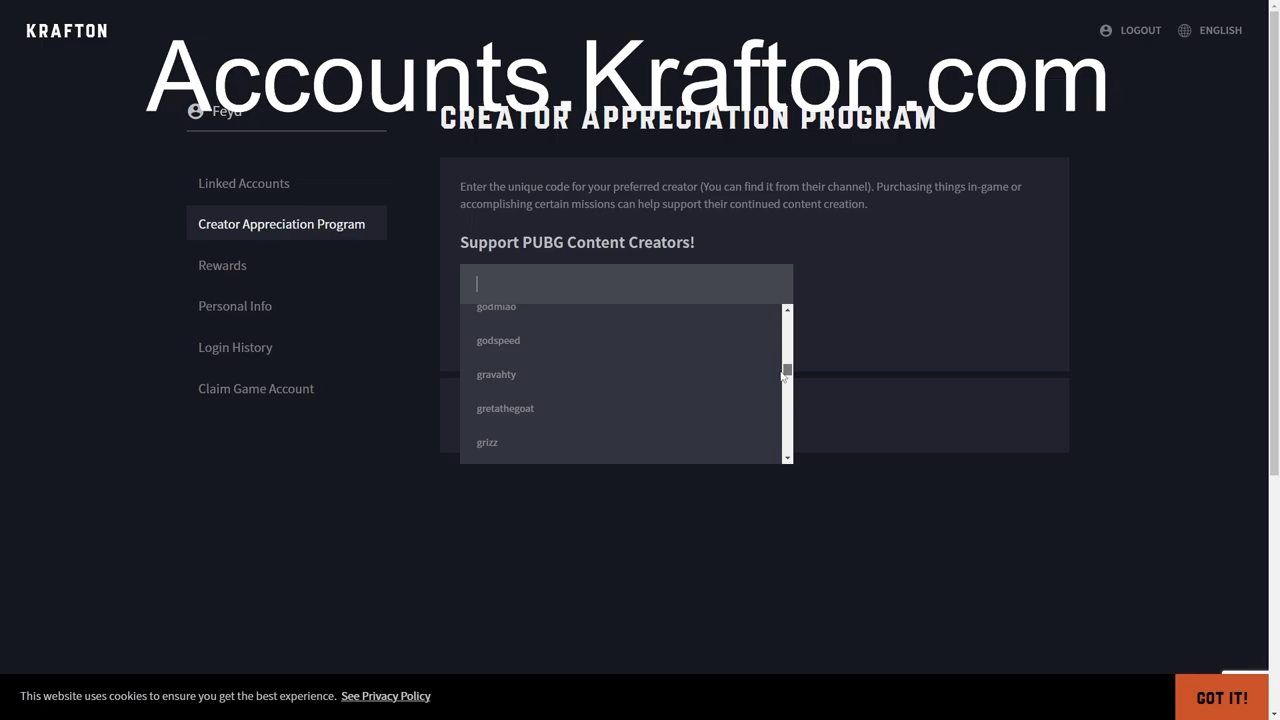 KRAFTON
LOGOUT
ENGLISH
Accounts.Krafton.com
Feyd
CREATOR APPRECIATION PROGRAM
Linked Accounts
Creator Appreciation Program
Rewards
Personal Info
Login History
Claim Game Account
Enter the unique code for your preferred creator (You can find it from their channel). Purchasing things in-game or
accomplishing certain missions can help support their continued content creation.
Support PUBG Content Creators!
godmiao
godspeed
gravahty
gretathegoat
grizz
This website uses cookies to ensure you get the best experience. See Privacy Policy
GOT IT!